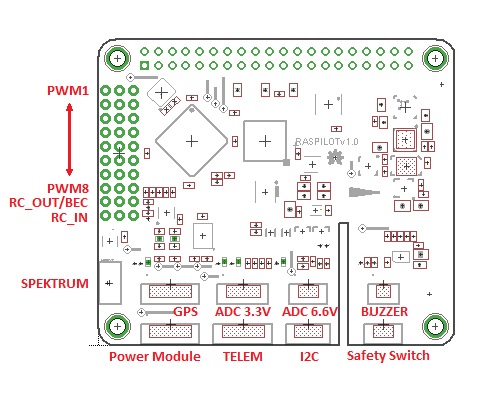 PWM1
RASPILOTv1.0
PWM8
RC_OUT/BEC
RC_IN
SPEKTRUM
GPS ADC 3.3V ADC 6.6V BUZZER
Power Module TELEM I2C Safety Switch